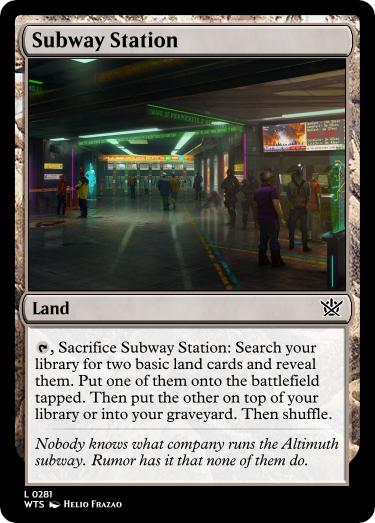 Subway Station
Land
, Sacrifice Subway Station: Search your
library for two basic land cards and reveal
them. Put one of them onto the battlefield
tapped. Then put the other on top of your
library or into your graveyard. Then shuffle.
Nobody knows what company runs the Altimuth
subway. Rumor has it that none of them do.
L 0281
WTS Helio Frazao